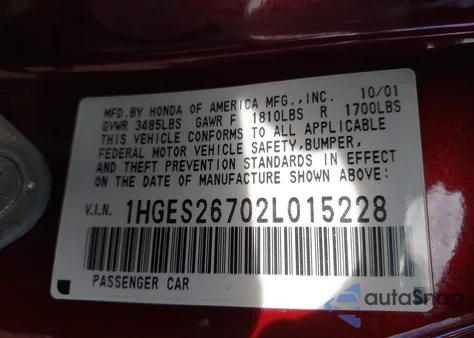 MFD.BY HONDA OF AMERICA MFG.,INC. 10/01
GVWR 3485LBS GAWR F 1810LBS R 1700LBS
THIS VEHICLE CONFORMS TO ALL APPLICABLE
FEDERAL MOTOR VEHICLE SAFETY,BUMPER,
AND THEFT PREVENTION STANDARDS IN EFFECT
ON THE DATE OF MANUFACTURE SHOWN ABOVE:
V.I.N. 1HGES26702L015228
PASSENGER CAR
autoSnap